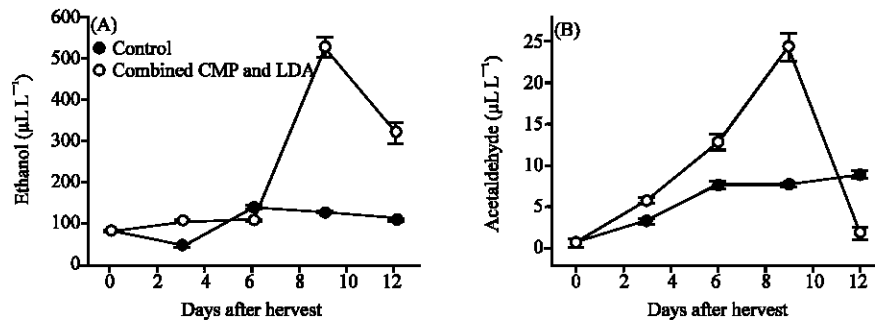 (A)
Control
Combined CMP and LDA
600
500
400
300
200
100
0
Ethanol (µL L⁻¹)
0 2 4 6 8 10 12
Days after hervest
(B)
25
20
15
10
5
0
Acetaldehyde (µL L⁻¹)
0 2 4 6 8 10 12
Days after hervest